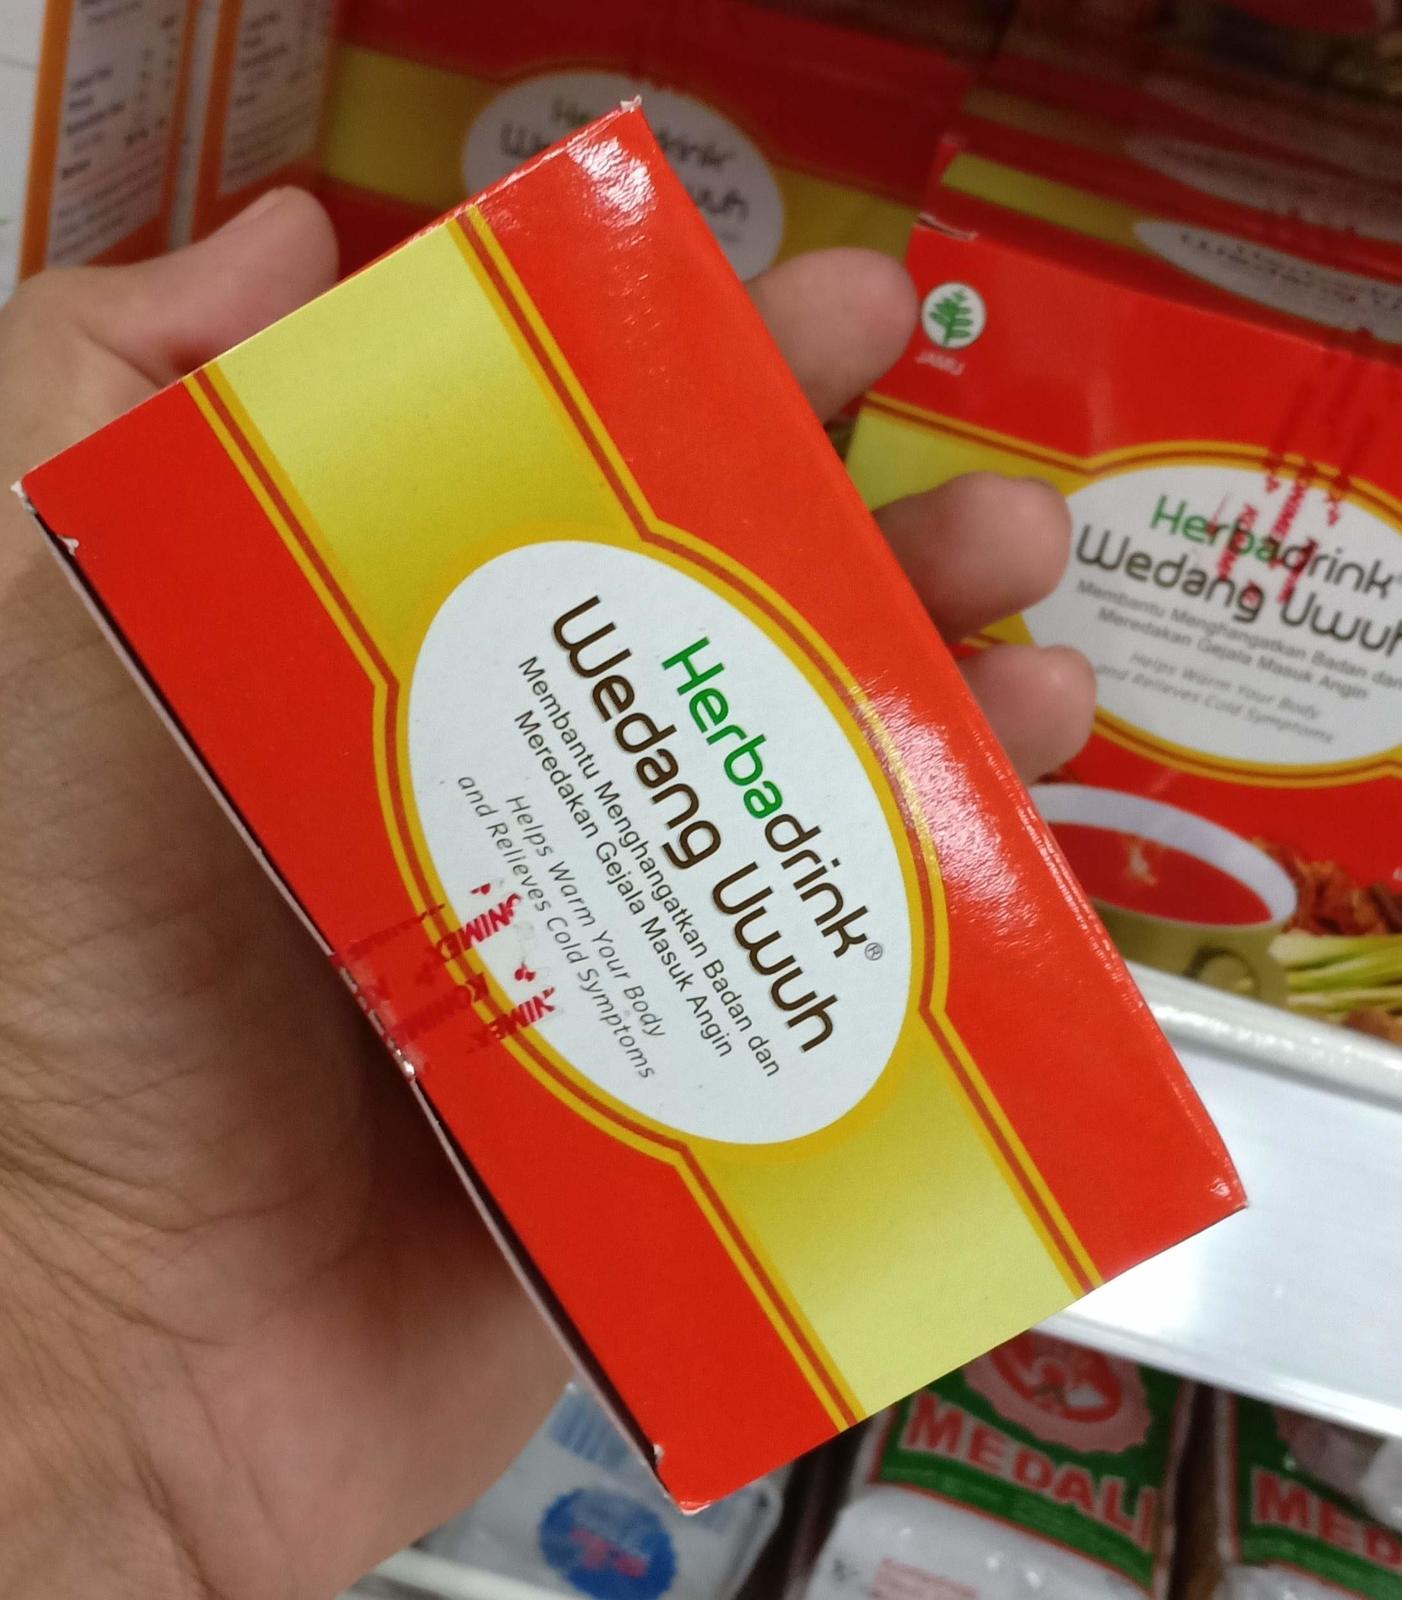 Herbadrink®
Wedang Uwuh
Membantu Menghangatkan Badan dan
Meredakan Gejala Masuk Angin
Helps Warm Your Body
and Relieves Cold Symptoms
JAMU
Herbadrink
Wedang Uwuh
Membantu Menghangatkan Badan dan
Meredakan Gejala Masuk Angin
Helps Warm Your Body
and Relieves Cold Symptoms
MEDALI